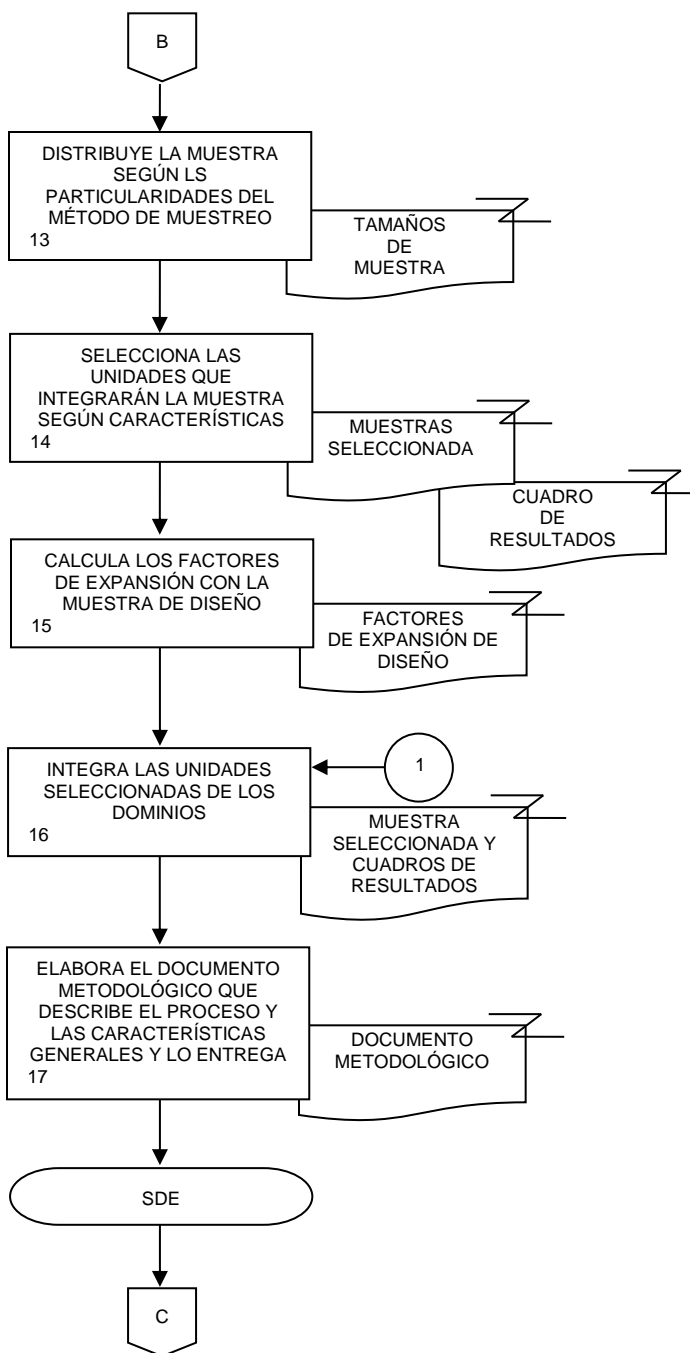 B
DISTRIBUYE LA MUESTRA
SEGÚN LS
PARTICULARIDADES DEL
MÉTODO DE MUESTREO
13
TAMAÑOS
DE
MUESTRA
SELECCIONA LAS
UNIDADES QUE
INTEGRARÁN LA MUESTRA
SEGÚN CARACTERÍSTÍCAS
14
MUESTRAS
SELECCIONADA
CUADRO
DE
RESULTADOS
CALCULA LOS FACTORES
DE EXPANSIÓN CON LA
MUESTRA DE DISEÑO
15
FACTORES
DE EXPANSIÓN DE
DISEÑO
1
INTEGRA LAS UNIDADES
SELECCIONADAS DE LOS
DOMINIOS
16
MUESTRA
SELECCIONADA Y
CUADROS DE
RESULTADOS
ELABORA EL DOCUMENTO
METODOLÓGICO QUE
DESCRIBE EL PROCESO Y
LAS CARACTERÍSTÍCAS
GENERALES Y LO ENTREGA
17
DOCUMENTO
METODOLÓGICO
SDE
C